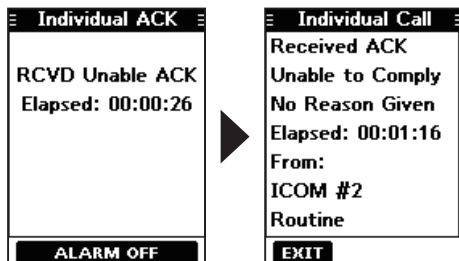 Individual ACK
RCVD Unable ACK
Elapsed: 00:00:26
ALARM OFF
Individual Call
Received ACK
Unable to Comply
No Reason Given
Elapsed: 00:01:16
From:
ICOM #2
Routine
EXIT